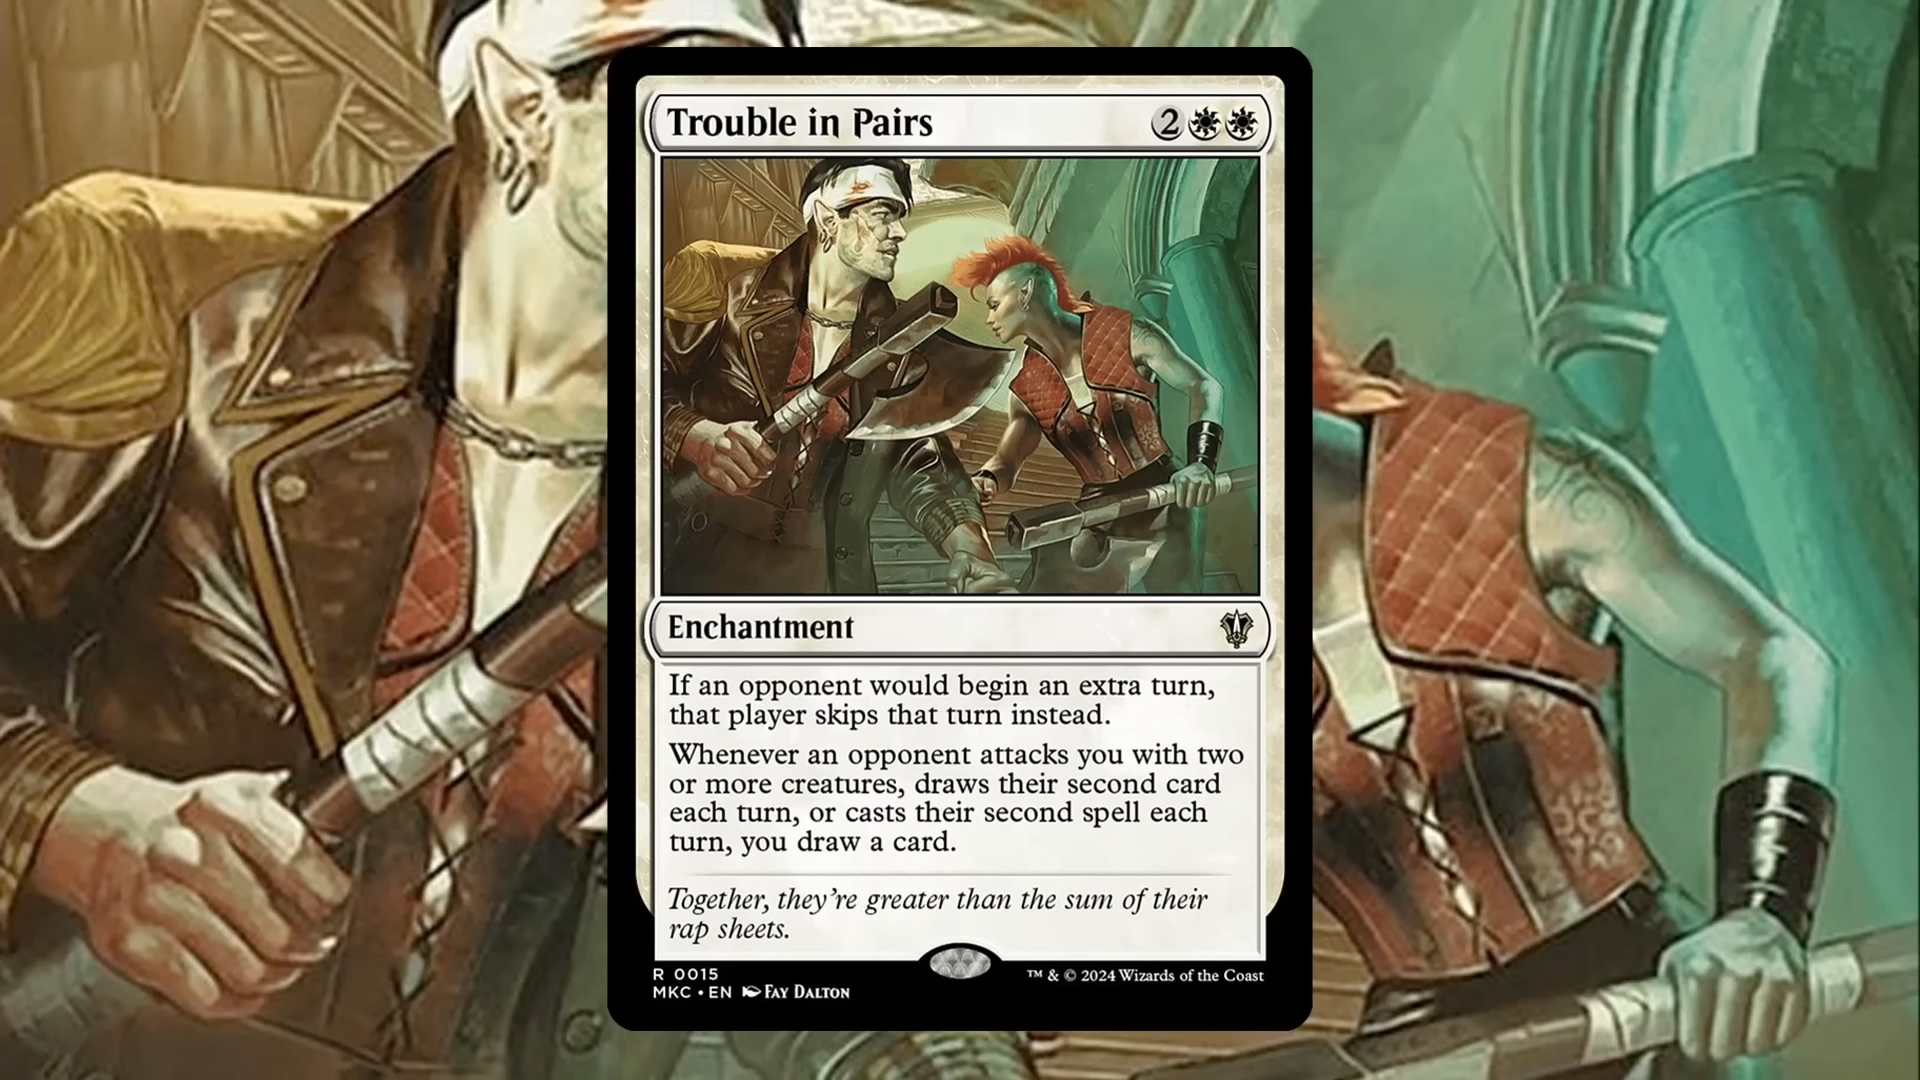 Trouble in Pairs
2
Enchantment
If an opponent would begin an extra turn,
that player skips that turn instead.
Whenever an opponent attacks you with two
or more creatures, draws their second card
each turn, or casts their second spell each
turn, you draw a card.
Together, they're greater than the sum of their
rap sheets.
R 0015
MKC • EN FAY DALTON
™ & © 2024 Wizards of the Coast